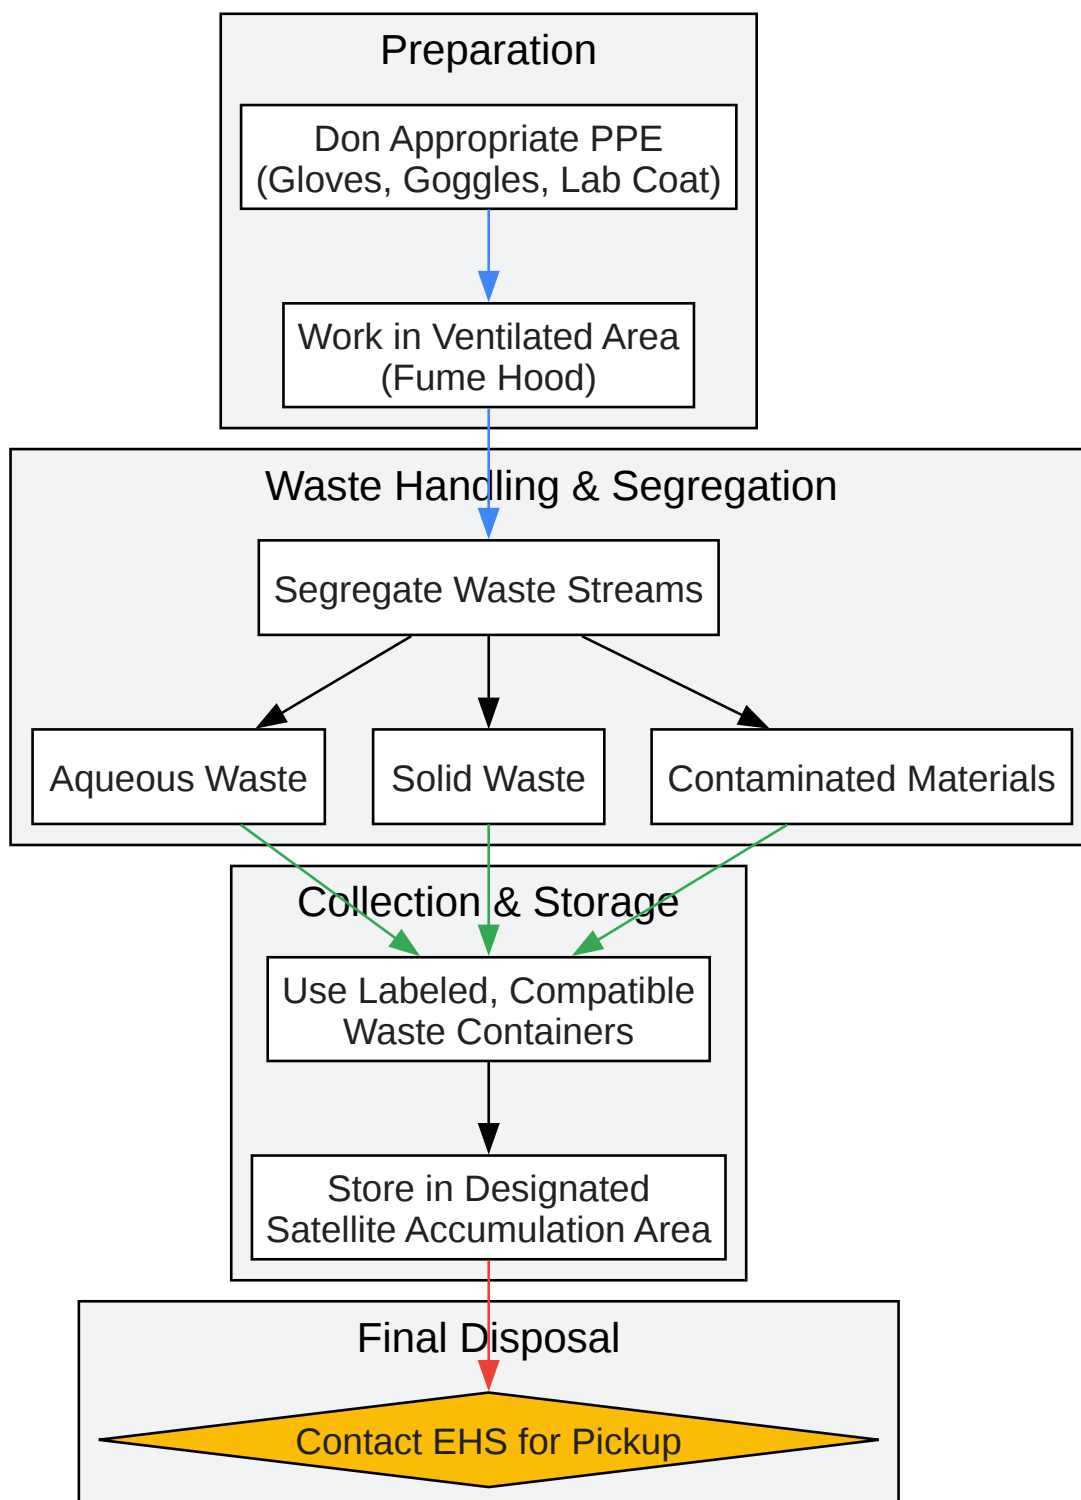 Preparation
Don Appropriate PPE
(Gloves, Goggles, Lab Coat)
Work in Ventilated Area
(Fume Hood)
Waste Handling & Segregation
Segregate Waste Streams
Aqueous Waste
Solid Waste
Contaminated Materials
Collection & Storage
Use Labeled, Compatible
Waste Containers
Store in Designated
Satellite Accumulation Area
Final Disposal
Contact EHS for Pickup